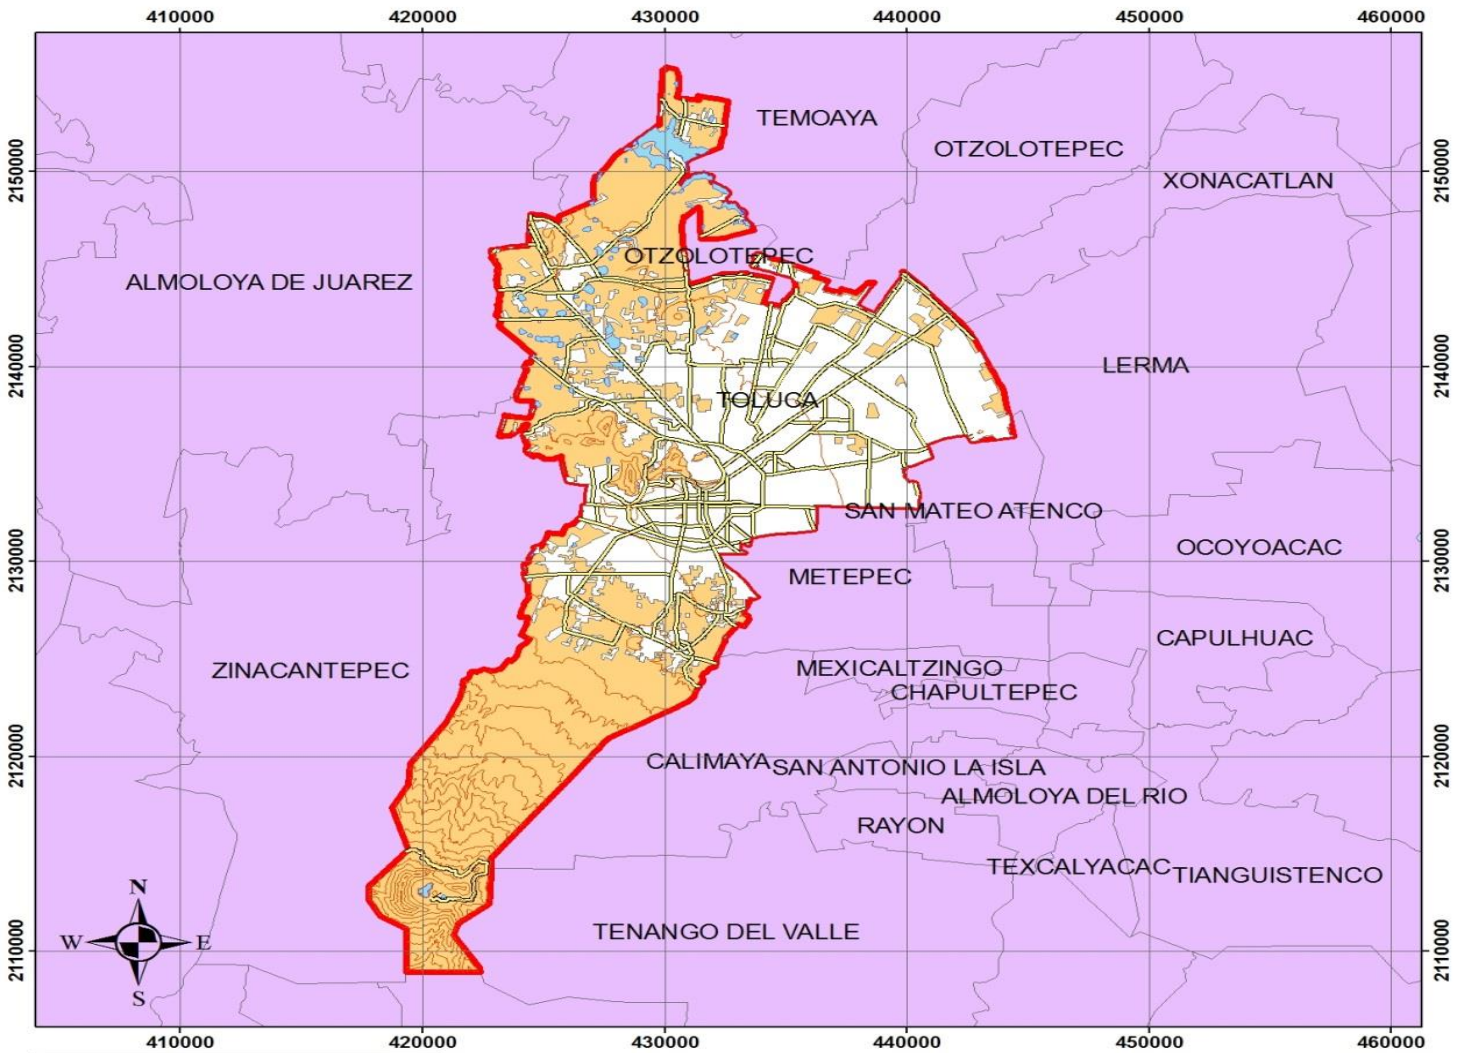 410000 420000 430000 440000 450000 460000
TEMOAYA
OTZOLOTEPEC
2150000 2150000
XONACATLAN
OTZOLOTEPEC
ALMOLOYA DE JUAREZ
LERMA
2140000 2140000
TOLUCA
SAN MATEO ATENCO
OCOYOACAC
2130000 2130000
METEPEC
CAPULHUAC
ZINACANTEPEC
MEXICALTZINGO
CHAPULTEPEC
2120000 2120000
CALIMAYA
SAN ANTONIO LA ISLA
ALMOLOYA DEL RIO
RAYON
TEXCALYACAC
TIANGUISTENCO
N
W E
S
TENANGO DEL VALLE
2110000 2110000
410000 420000 430000 440000 450000 460000